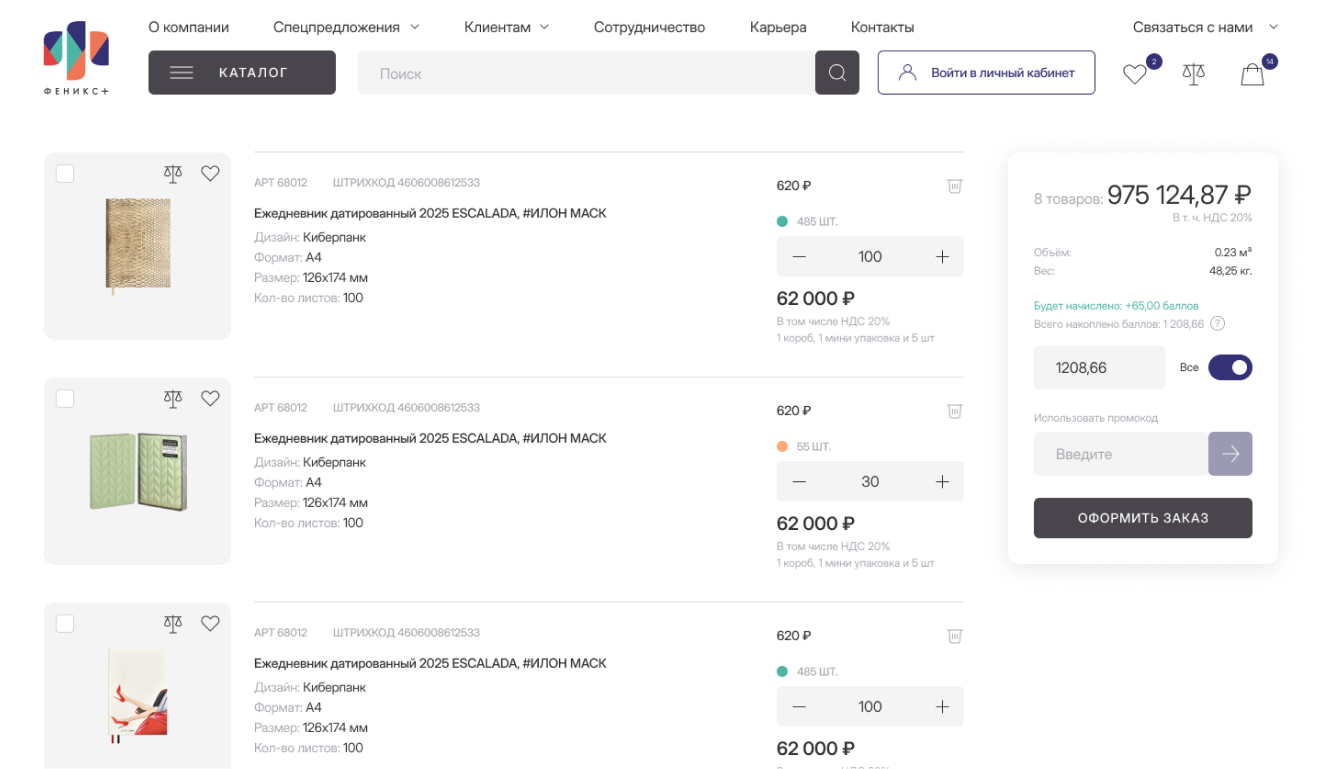 О компании Спецпредложения Клиентам Сотрудничество Карьера Контакты Связаться с нами
ФЕНИКС+
КАТАЛОГ Поиск Войти в личный кабинет 2 14
АРТ 68012 ШТРИХКОД 4606008612533 620 ₽
Ежедневник датированный 2025 ESCALADA, #ИЛОН МАСК 485 ШТ.
Дизайн: Киберпанк
Формат: А4 100
Размер: 126х174 мм
Кол-во листов: 100 62 000 ₽
В том числе НДС 20%
1 короб, 1 мини упаковка и 5 шт
8 товаров: 975 124,87 ₽
В т. ч. НДС 20%
Объём: 0.23 м³
Вес: 48,25 кг.
Будет начислено: +65,00 баллов
Всего накоплено баллов: 1 208,66 ?
1208,66 Все
Использовать промокод
Введите
ОФОРМИТЬ ЗАКАЗ
АРТ 68012 ШТРИХКОД 4606008612533 620 ₽
Ежедневник датированный 2025 ESCALADA, #ИЛОН МАСК 55 ШТ.
Дизайн: Киберпанк
Формат: А4 30
Размер: 126х174 мм
Кол-во листов: 100 62 000 ₽
В том числе НДС 20%
1 короб, 1 мини упаковка и 5 шт
АРТ 68012 ШТРИХКОД 4606008612533 620 ₽
Ежедневник датированный 2025 ESCALADA, #ИЛОН МАСК 485 ШТ.
Дизайн: Киберпанк
Формат: А4 100
Размер: 126х174 мм
Кол-во листов: 100 62 000 ₽